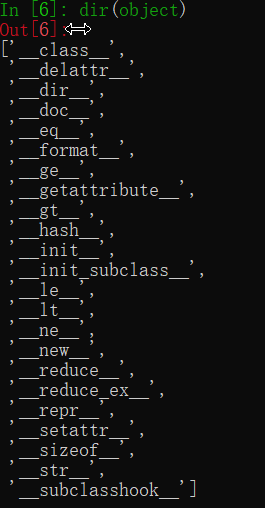 In [6]: dir(object)
Out[6]:
['__class__',
'__delattr__',
'__dir__',
'__doc__',
'__eq__',
'__format__',
'__ge__',
'__getattribute__',
'__gt__',
'__hash__',
'__init__',
'__init_subclass__',
'__le__',
'__lt__',
'__ne__',
'__new__',
'__reduce__',
'__reduce_ex__',
'__repr__',
'__setattr__',
'__sizeof__',
'__str__',
'__subclasshook__']